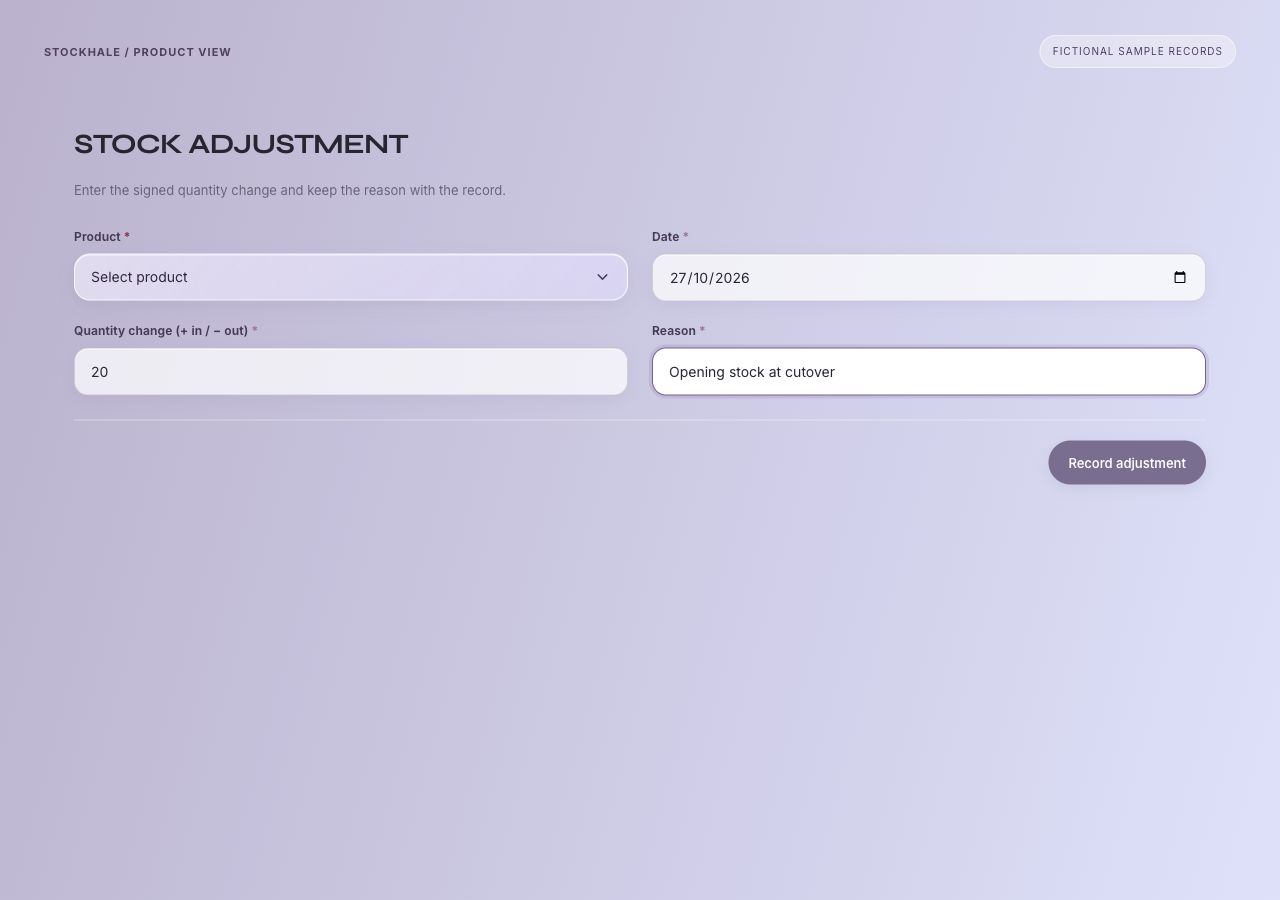 STOCKHALE / PRODUCT VIEW
FICTIONAL SAMPLE RECORDS
STOCK ADJUSTMENT
Enter the signed quantity change and keep the reason with the record.
Product *
Date *
Select product
27/10/2026
Quantity change (+ in / − out) *
Reason *
20
Opening stock at cutover
Record adjustment